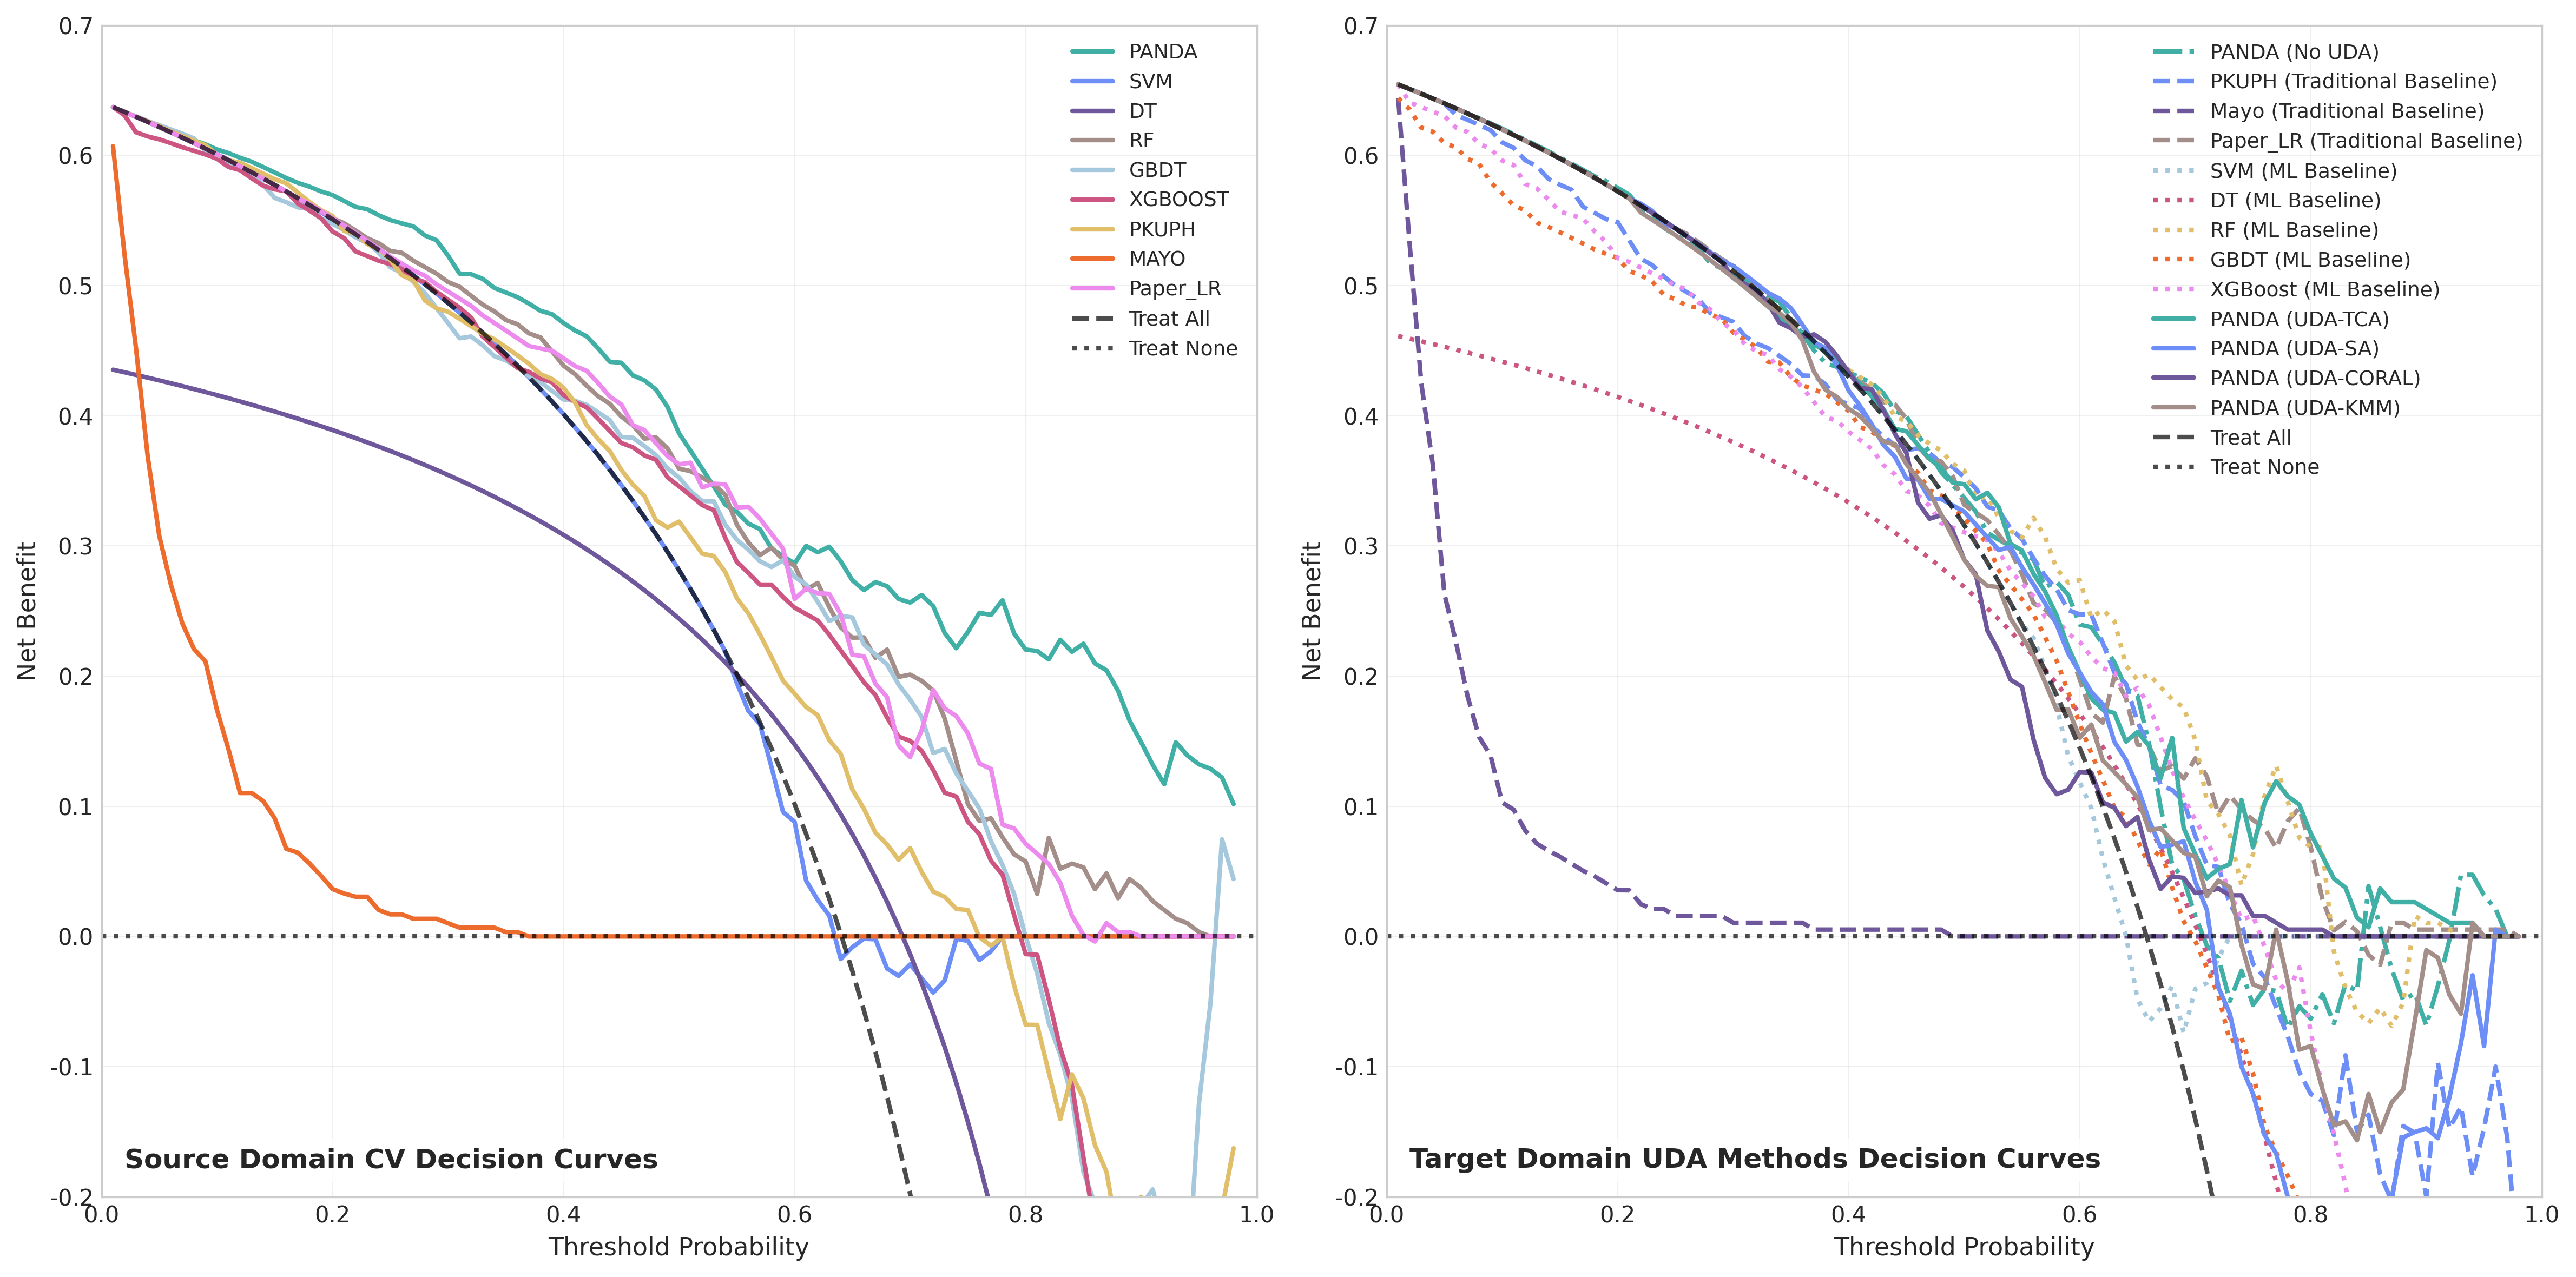 0.7
0.6
0.5
0.4
0.3
0.2
0.1
0.0
-0.1
-0.2
Net Benefit
PANDA
SVM
DT
RF
GBDT
XGBOOST
PKUPH
MAYO
Paper_LR
Treat All
Treat None
Source Domain CV Decision Curves
0.0 0.2 0.4 0.6 0.8 1.0
Threshold Probability
0.7
0.6
0.5
0.4
0.3
0.2
0.1
0.0
-0.1
-0.2
Net Benefit
PANDA (No UDA)
PKUPH (Traditional Baseline)
Mayo (Traditional Baseline)
Paper_LR (Traditional Baseline)
SVM (ML Baseline)
DT (ML Baseline)
RF (ML Baseline)
GBDT (ML Baseline)
XGBoost (ML Baseline)
PANDA (UDA-TCA)
PANDA (UDA-SA)
PANDA (UDA-CORAL)
PANDA (UDA-KMM)
Treat All
Treat None
Target Domain UDA Methods Decision Curves
0.0 0.2 0.4 0.6 0.8 1.0
Threshold Probability